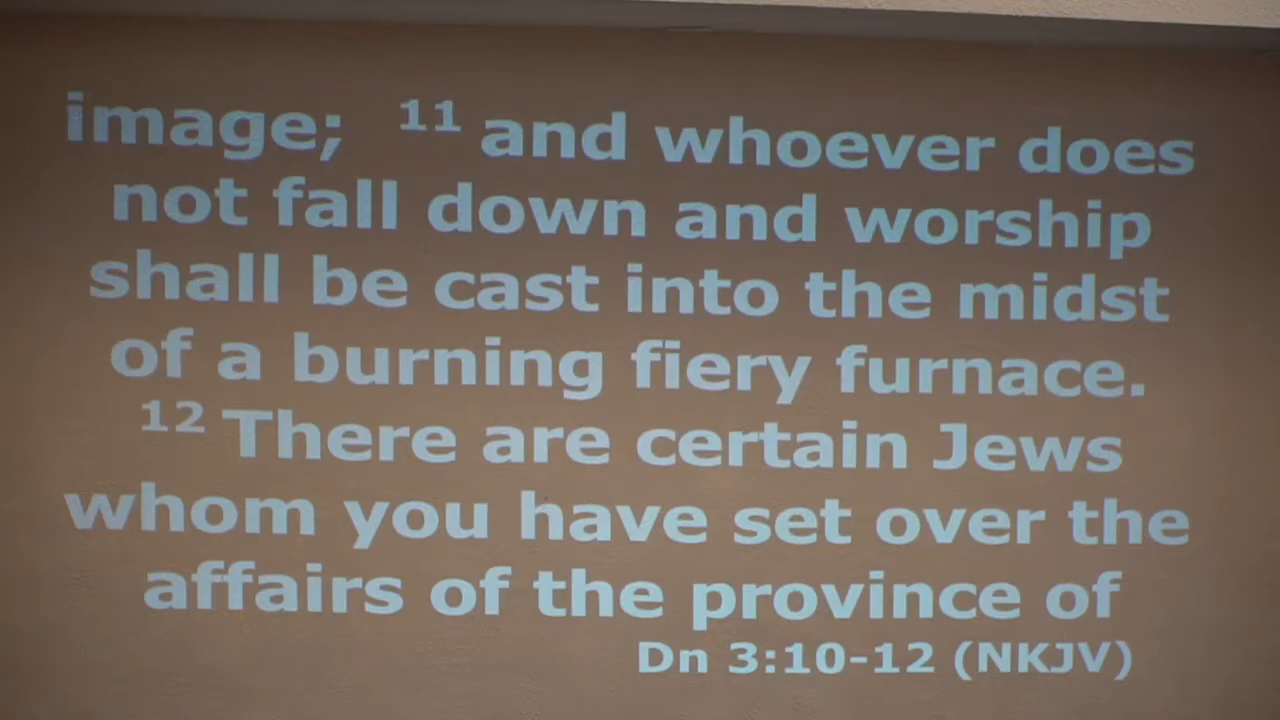 image; 11 and whoever does
not fall down and worship
shall be cast into the midst
of a burning fiery furnace.
12 There are certain Jews
whom you have set over the
affairs of the province of
Dn 3:10-12 (NKJV)